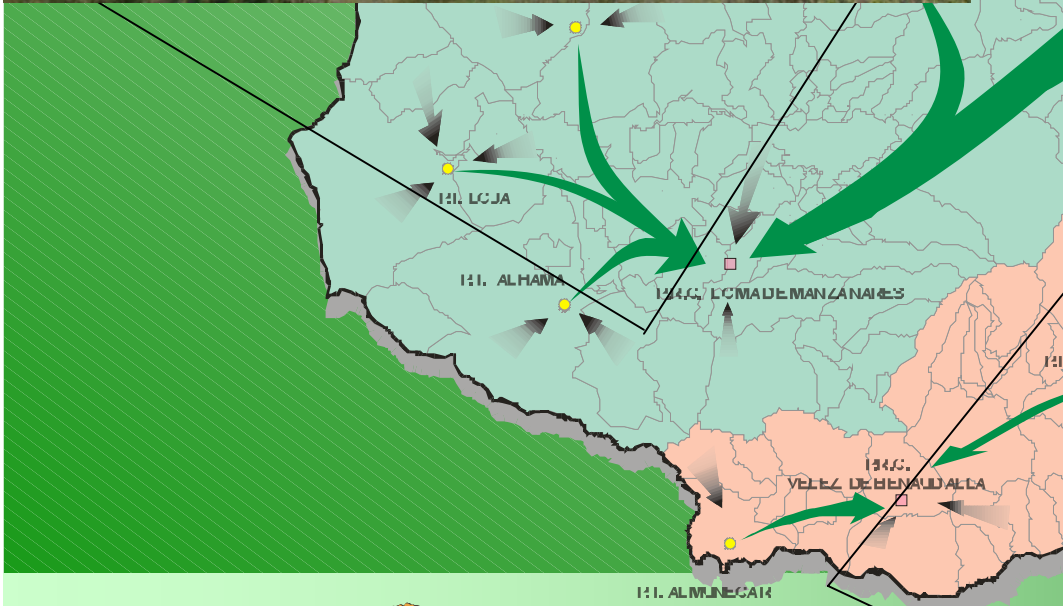 P.T. LOJA
P.T. ALHAMA
P.R.C. LOMA DE MANZANARES
P.R.C.
VELEZ DE BENAUDALLA
P.T. ALMUÑECAR